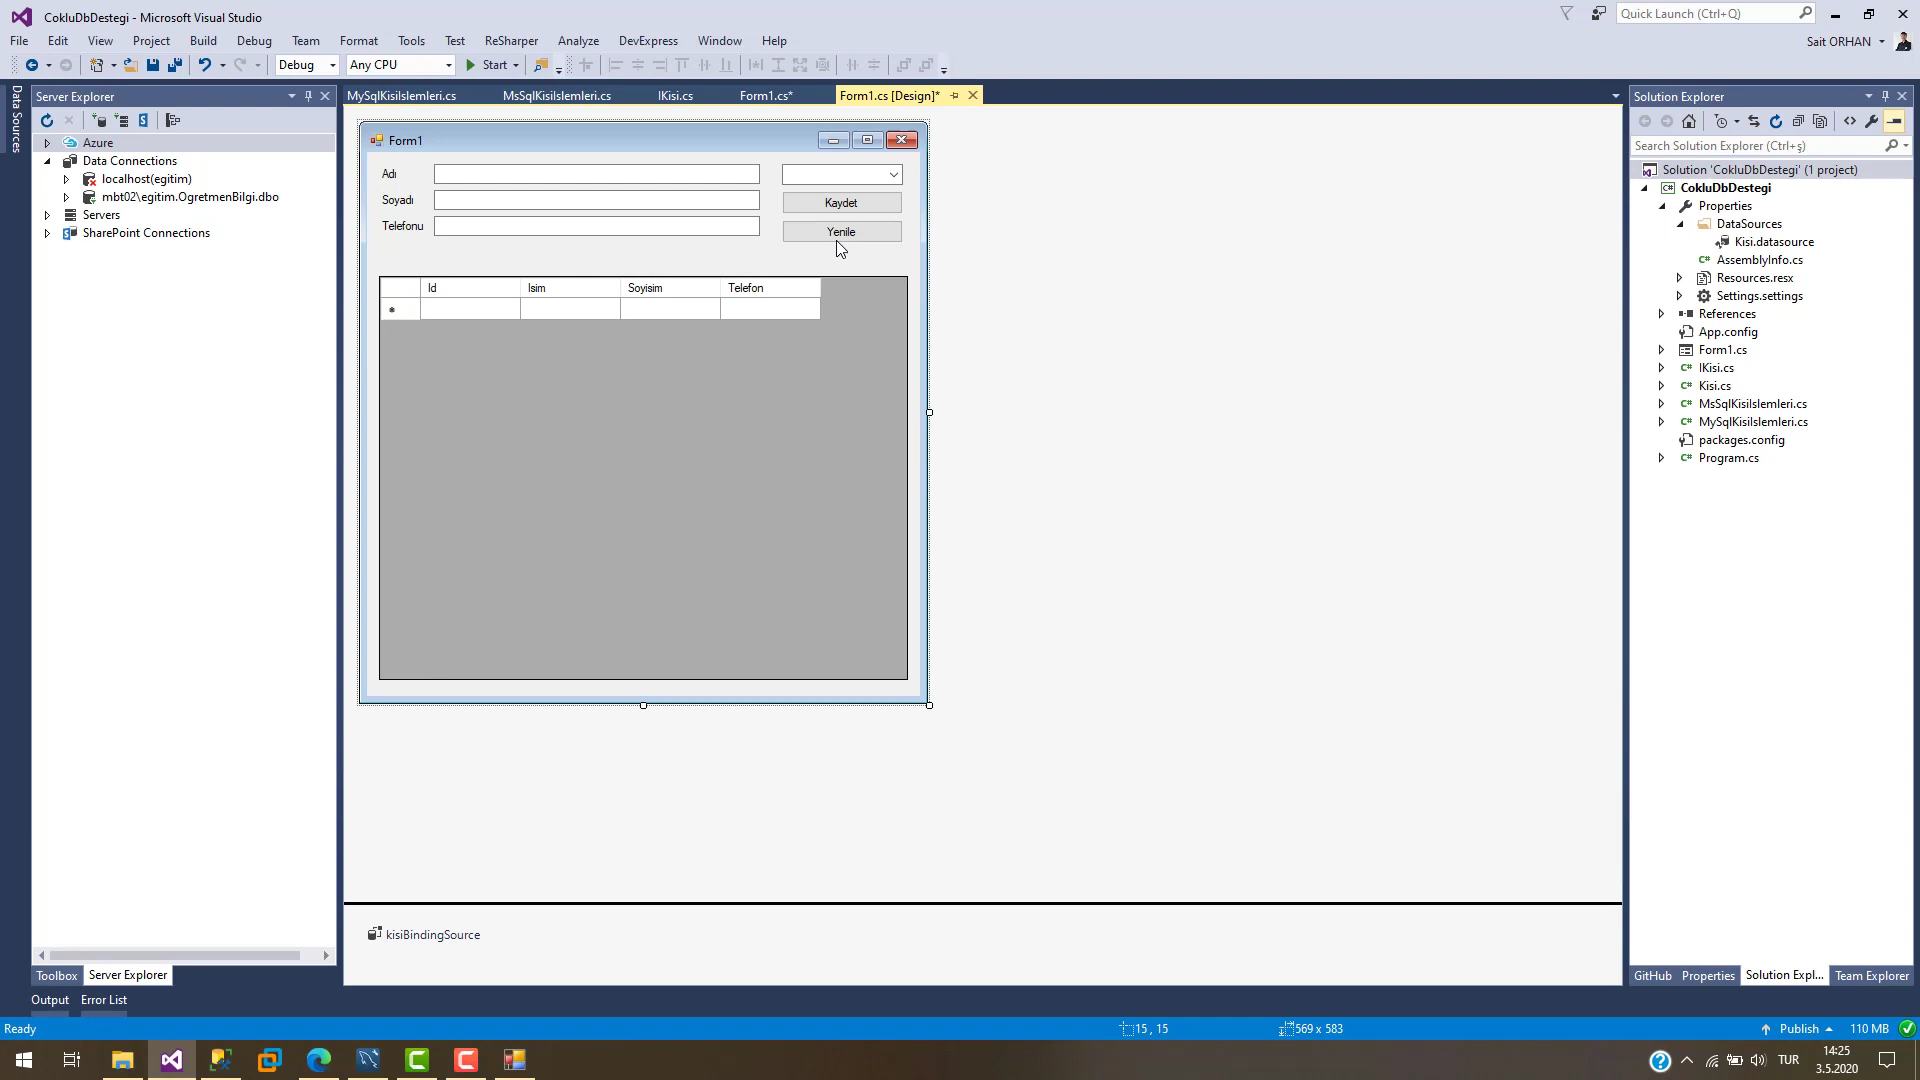 CokluDbDestegi - Microsoft Visual Studio
Quick Launch (Ctrl+Q)
File Edit View Project Build Debug Team Format Tools Test ReSharper Analyze DevExpress Window Help
Sait ORHAN
Debug Any CPU Start
Data Sources
Server Explorer
Azure
Data Connections
localhost(egitim)
mbt02\egitim.OgretmenBilgi.dbo
Servers
SharePoint Connections
Toolbox Server Explorer
MySqlKisiIslemleri.cs MsSqlKisiIslemleri.cs IKisi.cs Form1.cs* Form1.cs [Design]*
Form1
Adı
Soyadı
Telefonu
Kaydet
Yenile
Id Isim Soyisim Telefon
kisiBindingSource
Solution Explorer
Search Solution Explorer (Ctrl+ş)
Solution 'CokluDbDestegi' (1 project)
CokluDbDestegi
Properties
DataSources
Kisi.datasource
AssemblyInfo.cs
Resources.resx
Settings.settings
References
App.config
Form1.cs
IKisi.cs
Kisi.cs
MsSqlKisiIslemleri.cs
MySqlKisiIslemleri.cs
packages.config
Program.cs
GitHub Properties Solution Expl... Team Explorer
Output Error List
Ready
15 , 15
569 x 583
Publish
110 MB
TUR
14:25
3.5.2020